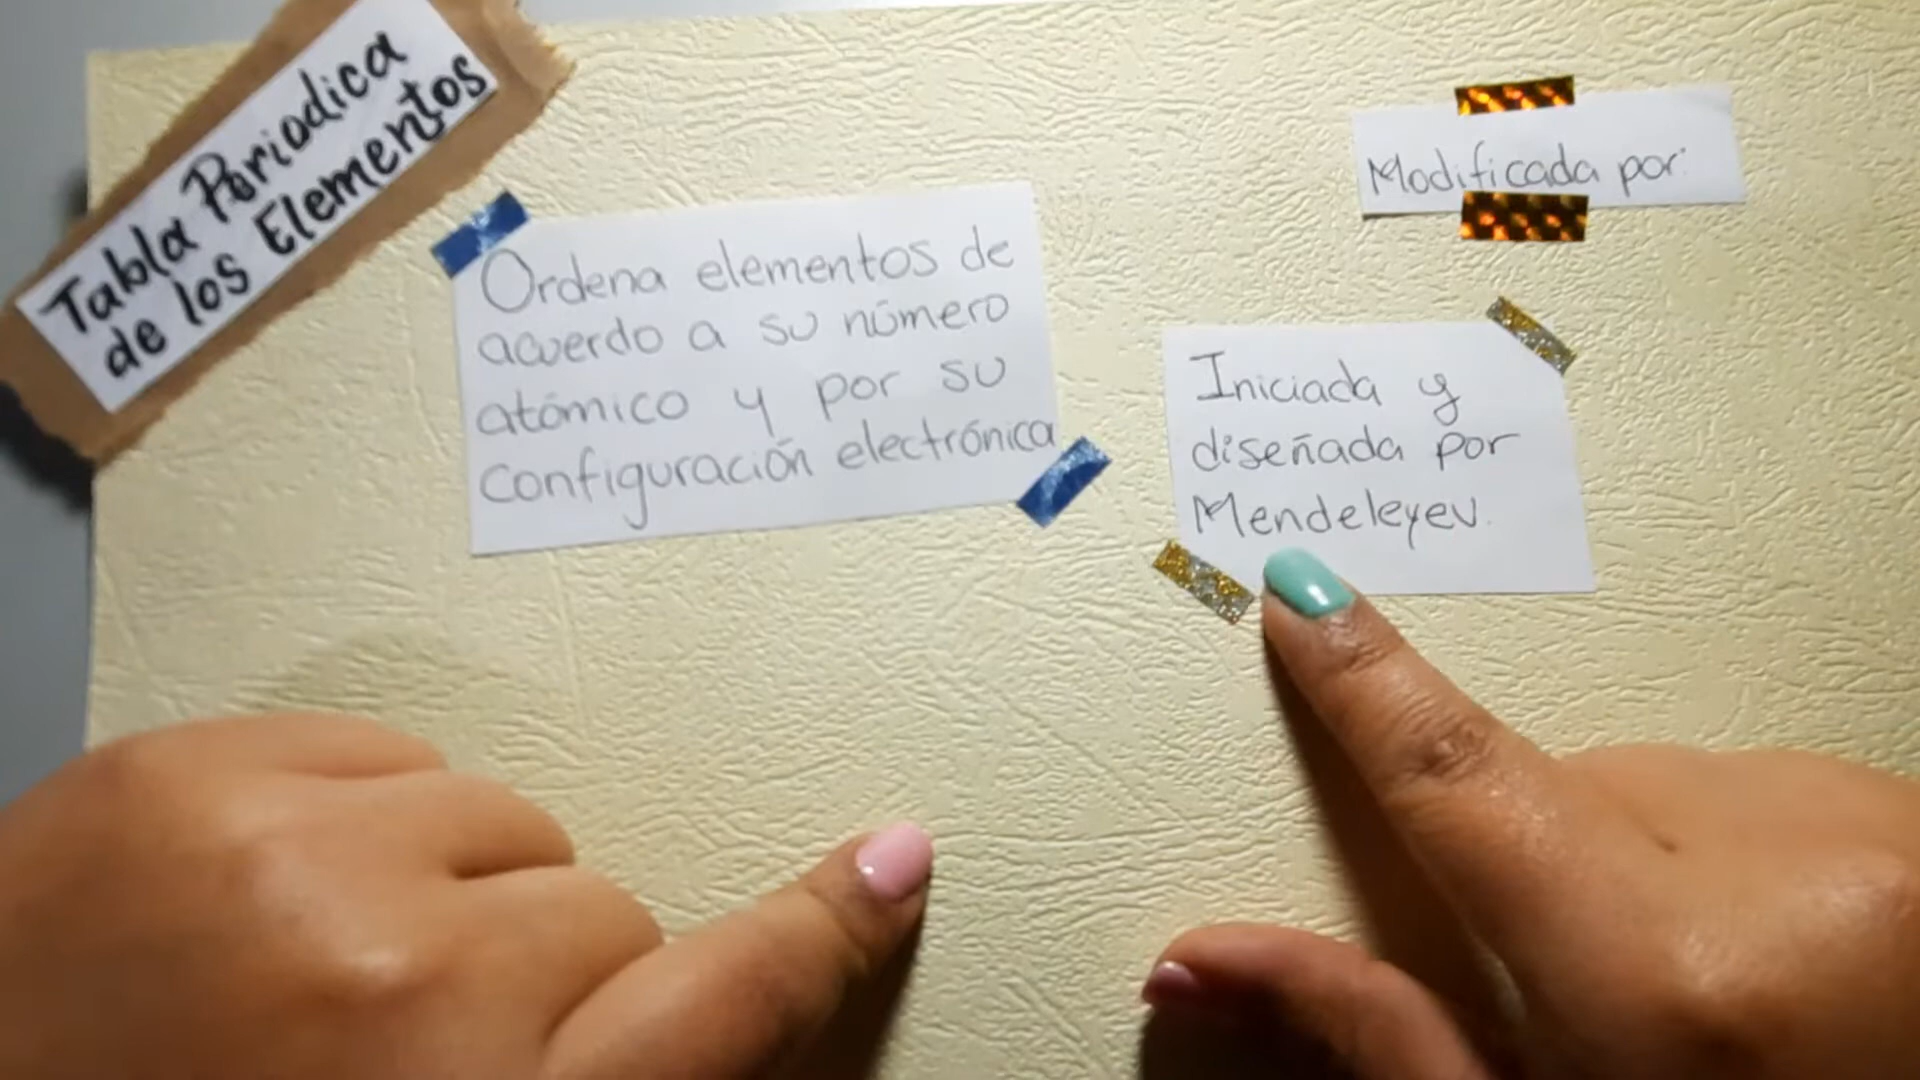 Tabla Periodica
de los Elementos
Ordena elementos de
acuerdo a su número
atómico y por su
configuración electrónica
Modificada por:
Iniciada y
diseñada por
Mendeleyev.